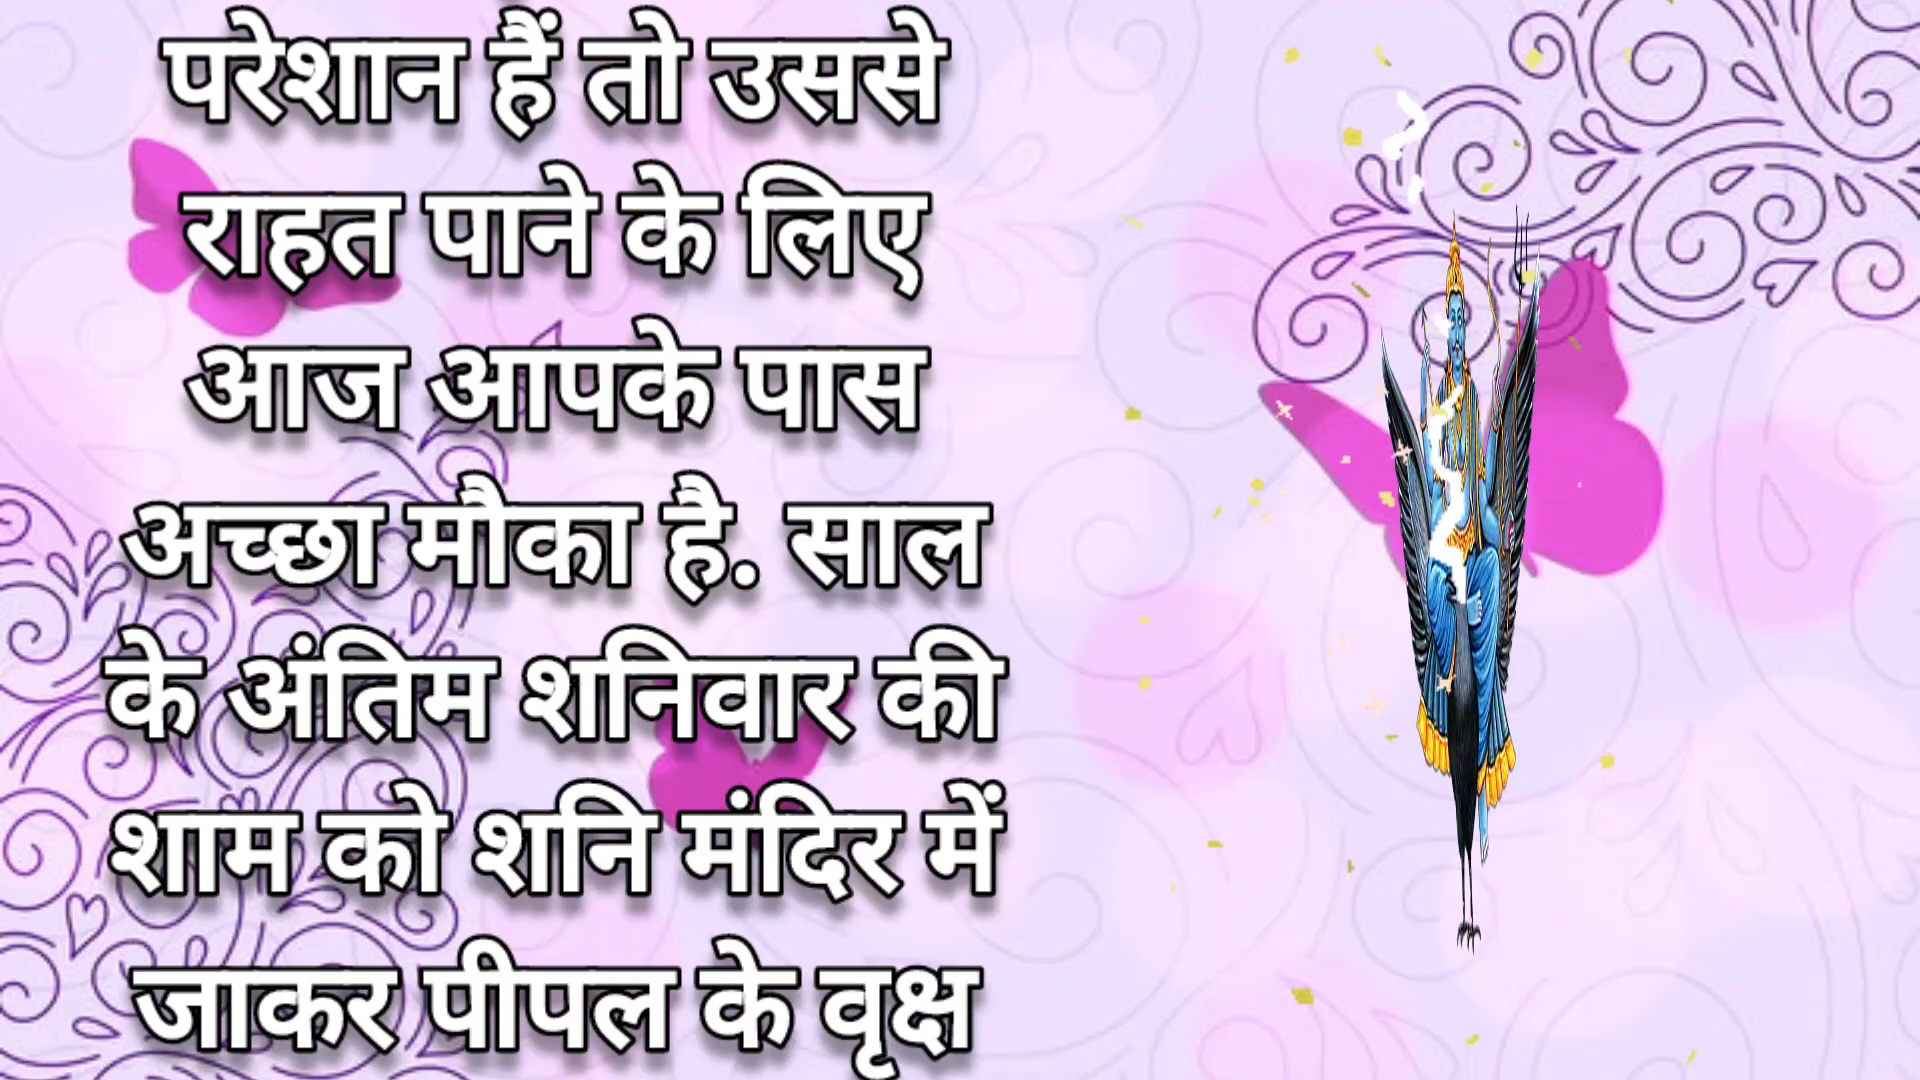 परेशान हैं तो उससे
राहत पाने के लिए
आज आपके पास
अच्छा मौका है. साल
के अंतिम शनिवार की
शाम को शनि मंदिर में
जाकर पीपल के वृक्ष